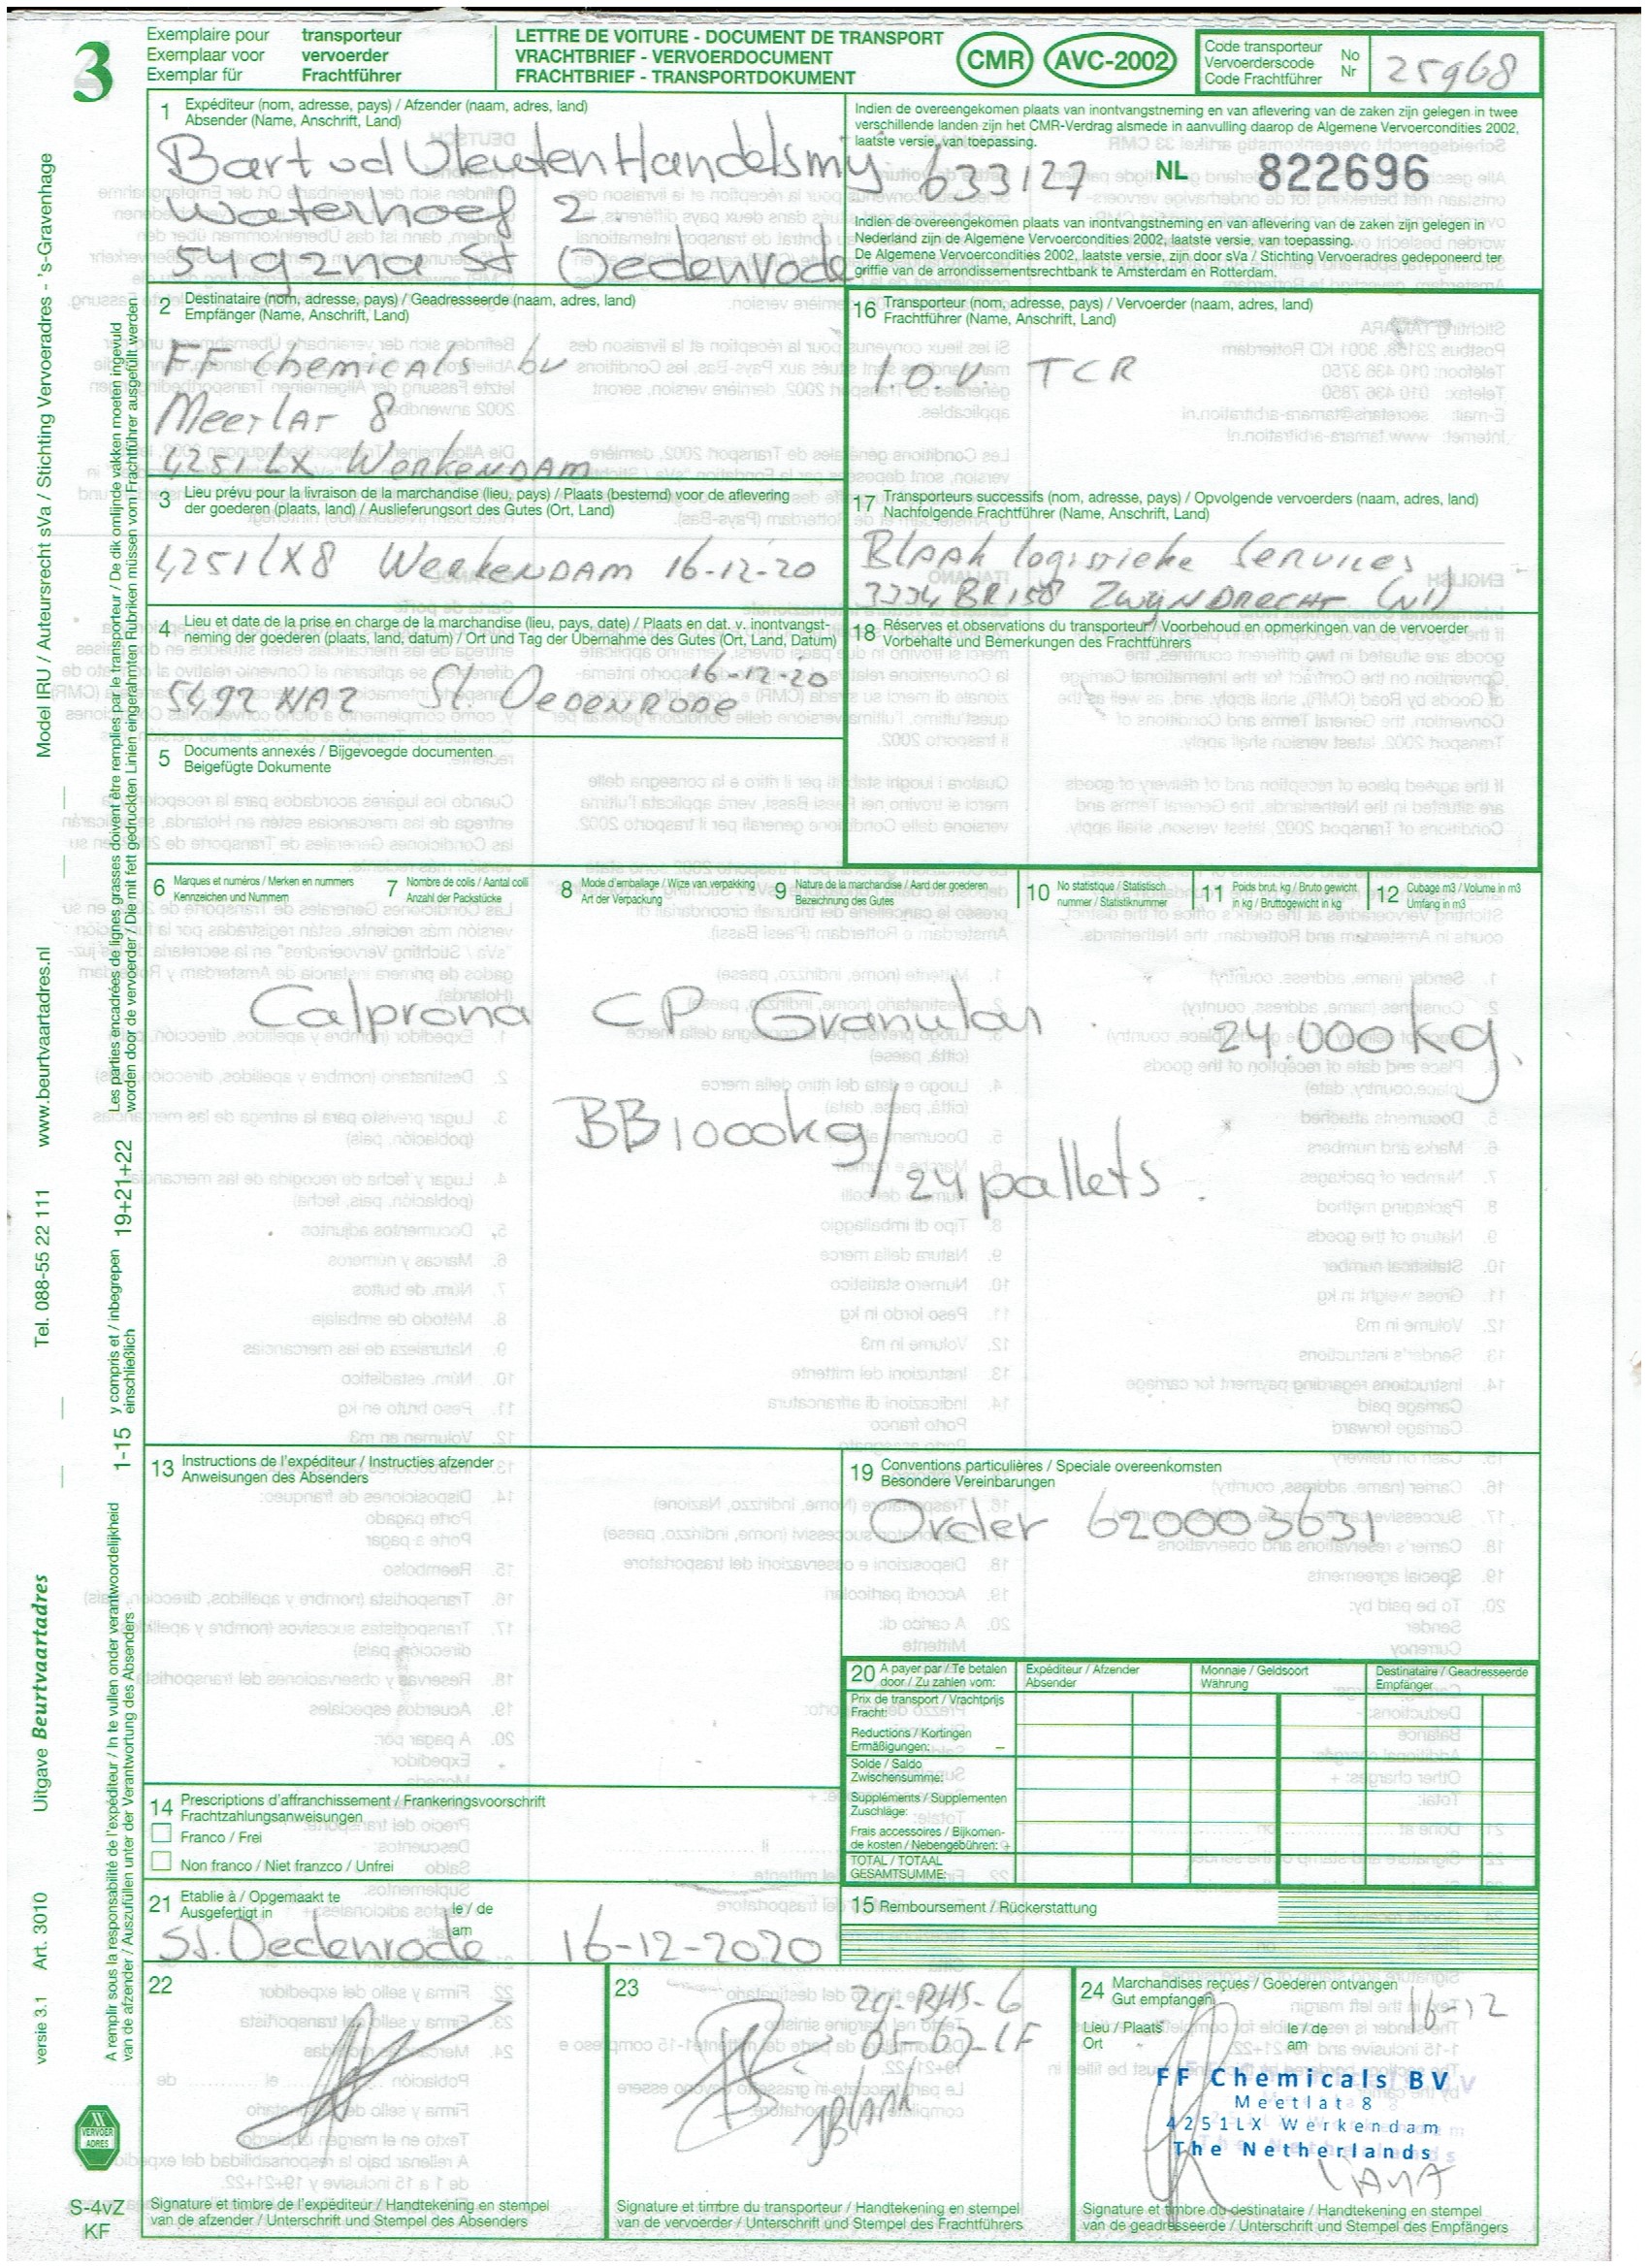 3
Exemplaire pour transporteur
Exemplaar voor vervoerder
Exemplar für Frachtführer
LETTRE DE VOITURE - DOCUMENT DE TRANSPORT
VRACHTBRIEF - VERVOERDOCUMENT
FRACHTBRIEF - TRANSPORTDOKUMENT
CMR AVC-2002
Code transporteur No
Vervoerderscode Nr
Code Frachtführer
25968
1 Expéditeur (nom, adresse, pays) / Afzender (naam, adres, land)
Absender (Name, Anschrift, Land)
Bart vd Vleuten Handelsmy
Waterhoef 2
5492na St Oedenrode
Indien de overeengekomen plaats van inontvangstneming en van aflevering van de zaken zijn gelegen in twee
verschillende landen zijn het CMR-Verdrag alsmede in aanvulling daarop de Algemene Vervoercondities 2002,
laatste versie, van toepassing.
633127 NL 822696
Indien de overeengekomen plaats van inontvangstneming en van aflevering van de zaken zijn gelegen in
Nederland zijn de Algemene Vervoercondities 2002, laatste versie, van toepassing.
De Algemene Vervoercondities 2002, laatste versie, zijn door sVa / Stichting Vervoeradres gedeponeerd ter
griffie van de arrondissementsrechtbank te Amsterdam en Rotterdam.
2 Destinataire (nom, adresse, pays) / Geadresseerde (naam, adres, land)
Empfänger (Name, Anschrift, Land)
FF Chemicals bv
Meetlat 8
4251 LX Werkendam
16 Transporteur (nom, adresse, pays) / Vervoerder (naam, adres, land)
Frachtführer (Name, Anschrift, Land)
I.O.V. TCR
3 Lieu prévu pour la livraison de la marchandise (lieu, pays) / Plaats (bestemd) voor de aflevering
der goederen (plaats, land) / Auslieferungsort des Gutes (Ort, Land)
4251LX8 Werkendam 16-12-20
17 Transporteurs successifs (nom, adresse, pays) / Opvolgende vervoerders (naam, adres, land)
Nachfolgende Frachtführer (Name, Anschrift, Land)
Blaak logistieke Services
3334 BR158 Zwijndrecht (Nl)
4 Lieu et date de la prise en charge de la marchandise (lieu, pays, date) / Plaats en dat. v. inontvangst-
neming der goederen (plaats, land, datum) / Ort und Tag der Übernahme des Gutes (Ort, Land, Datum)
16-12-20
5492 NA2 St. Oedenrode
18 Réserves et observations du transporteur / Voorbehoud en opmerkingen van de vervoerder
Vorbehalte und Bemerkungen des Frachtführers
5 Documents annexés / Bijgevoegde documenten
Beigefügte Dokumente
6 Marques et numéros / Merken en nummers
Kennzeichen und Nummern
7 Nombre de colis / Aantal colli
Anzahl der Packstücke
8 Mode d'emballage / Wijze van verpakking
Art der Verpackung
9 Nature de la marchandise / Aard der goederen
Bezeichnung des Gutes
10 No statistique / Statistisch
nummer / Statistiknummer
11 Poids brut, kg / Bruto gewicht
in kg / Bruttogewicht in kg
12 Cubage m3 / Volume in m3
Umfang in m3
Calprona CP Granular. 24.000kg.
BB1000kg/
24 pallets.
13 Instructions de l'expéditeur / Instructies afzender
Anweisungen des Absenders
19 Conventions particulières / Speciale overeenkomsten
Besondere Vereinbarungen
Order 620003631
20 A payer par / Te betalen
door / Zu zahlen vom:
Expéditeur / Afzender
Absender
Monnaie / Geldsoort
Währung
Destinataire / Geadresseerde
Empfänger
Prix de transport / Vrachtprijs
Fracht:
Reductions / Kortingen
Ermäßigungen: –
Solde / Saldo
Zwischensumme:
Suppléments / Supplementen
Zuschläge:
Frais accessoires / Bijkomen-
de kosten / Nebengebühren: +
TOTAL / TOTAAL
GESAMTSUMME:
14 Prescriptions d'affranchissement / Frankeringsvoorschrift
Frachtzahlungsanweisungen
Franco / Frei
Non franco / Niet franzco / Unfrei
21 Etablie à / Opgemaakt te le / de
Ausgefertigt in am
St. Oedenrode 16-12-2020
15 Remboursement / Rückerstattung
22
Signature et timbre de l'expéditeur / Handtekening en stempel
van de afzender / Unterschrift und Stempel des Absenders
23
29-RHS-6
OS-67-LF
JBlaak
Signature et timbre du transporteur / Handtekening en stempel
van de vervoerder / Unterschrift und Stempel des Frachtführers
24 Marchandises reçues / Goederen ontvangen
Gut empfangen
16-12
Lieu / Plaats le / de
Ort am
FF Chemicals BV
Meetlat 8
4251LX Werkendam
The Netherlands
Signature et timbre du destinataire / Handtekening en stempel
van de geadresseerde / Unterschrift und Stempel des Empfängers
Model IRU / Auteursrecht sVa / Stichting Vervoeradres - 's-Gravenhage
www.beurtvaartadres.nl
Tel. 088-55 22 111
Uitgave Beurtvaartadres
Art. 3010
versie 3.1
Les parties encadrées de lignes grasses doivent être remplies par le transporteur / De dik omlijnde vakken moeten ingevuld
worden door de vervoerder / Die mit fett gedruckten Linien eingerahmten Rubriken müssen vom Frachtführer ausgefüllt werden.
19+21+22
y compris et / inbegrepen
einschließlich
1-15
A remplir sous la responsabilité de l'expéditeur / In te vullen onder verantwoordelijkheid
van de afzender / Auszufüllen unter der Verantwortung des Absenders
VERVOER
ADRES
S-4vZ
KF